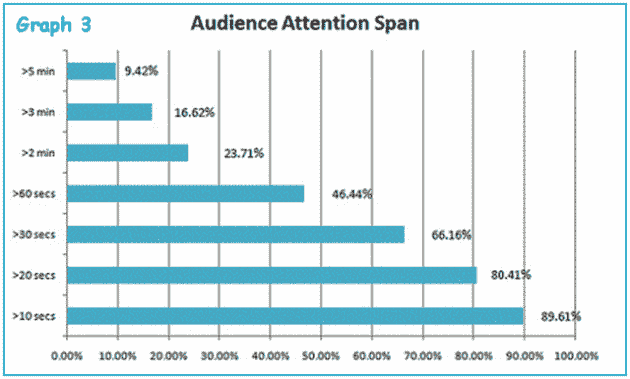 Graph 3
Audience Attention Span
>5 min 9.42%
>3 min 16.62%
>2 min 23.71%
>60 secs 46.44%
>30 secs 66.16%
>20 secs 80.41%
>10 secs 89.61%
0.00% 10.00% 20.00% 30.00% 40.00% 50.00% 60.00% 70.00% 80.00% 90.00% 100.00%